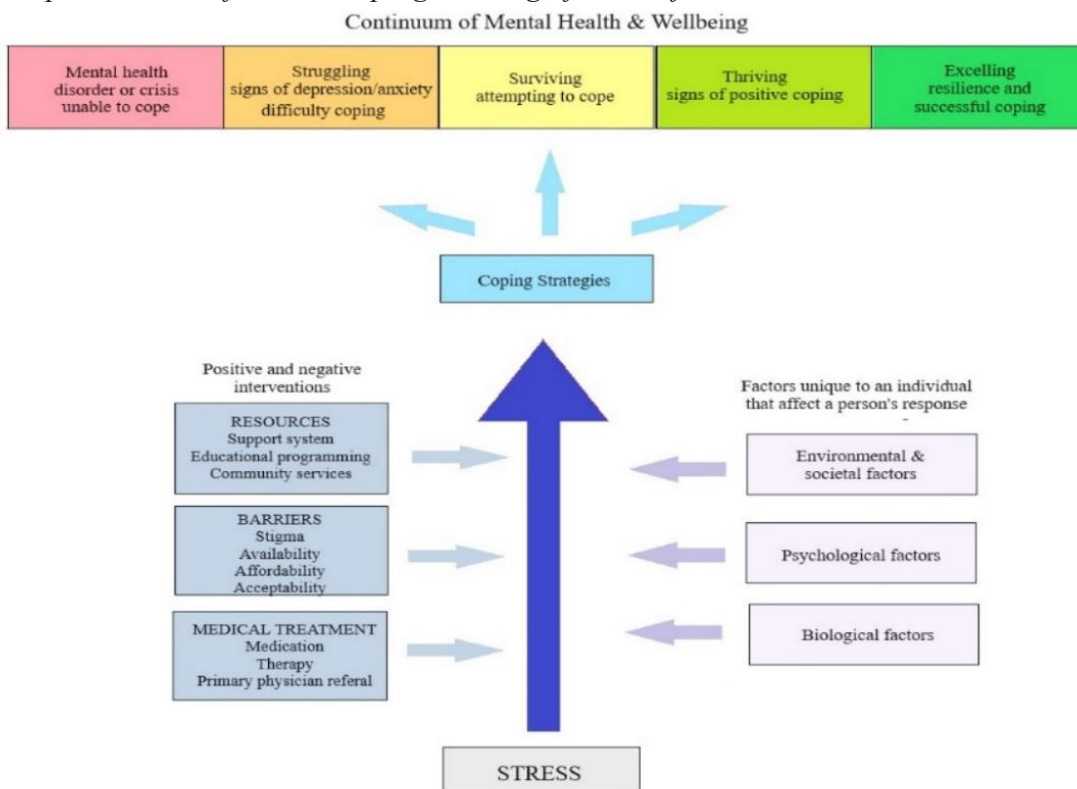 Continuum of Mental Health & Wellbeing
Mental health
disorder or crisis
unable to cope
Struggling
signs of depression/anxiety
difficulty coping
Surviving
attempting to cope
Thriving
signs of positive coping
Excelling
resilience and
successful coping
Coping Strategies
Positive and negative
interventions
RESOURCES
Support system
Educational programming
Community services
BARRIERS
Stigma
Availability
Affordability
Acceptability
MEDICAL TREATMENT
Medication
Therapy
Primary physician referal
Factors unique to an individual
that affect a person's response
Environmental &
societal factors
Psychological factors
Biological factors
STRESS